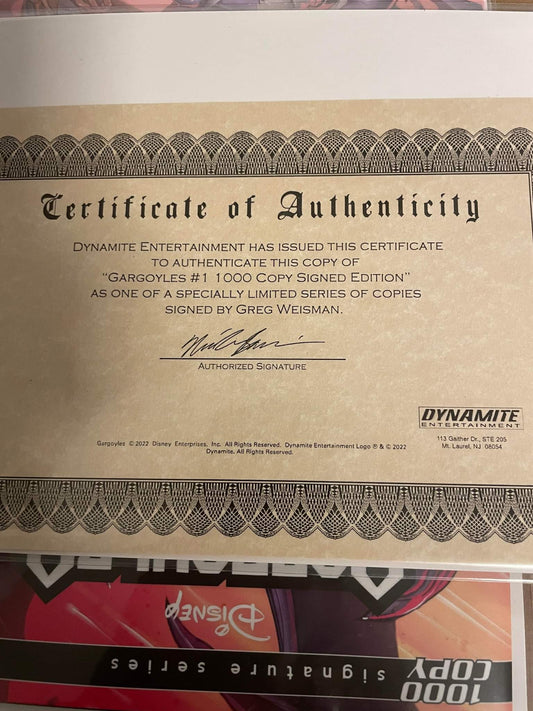 Certificate of Authenticity
DYNAMITE ENTERTAINMENT HAS ISSUED THIS CERTIFICATE
TO AUTHENTICATE THIS COPY OF
"GARGOYLES #1 1000 COPY SIGNED EDITION"
AS ONE OF A SPECIALLY LIMITED SERIES OF COPIES
SIGNED BY GREG WEISMAN.
AUTHORIZED SIGNATURE
DYNAMITE
ENTERTAINMENT
113 Gaither Dr., STE 205
Mt. Laurel, NJ 08054
Gargoyles © 2022 Disney Enterprises, Inc. All Rights Reserved. Dynamite Entertainment Logo ® & © 2022
Dynamite. All Rights Reserved.
DISNEY
1000
COPY
signature series